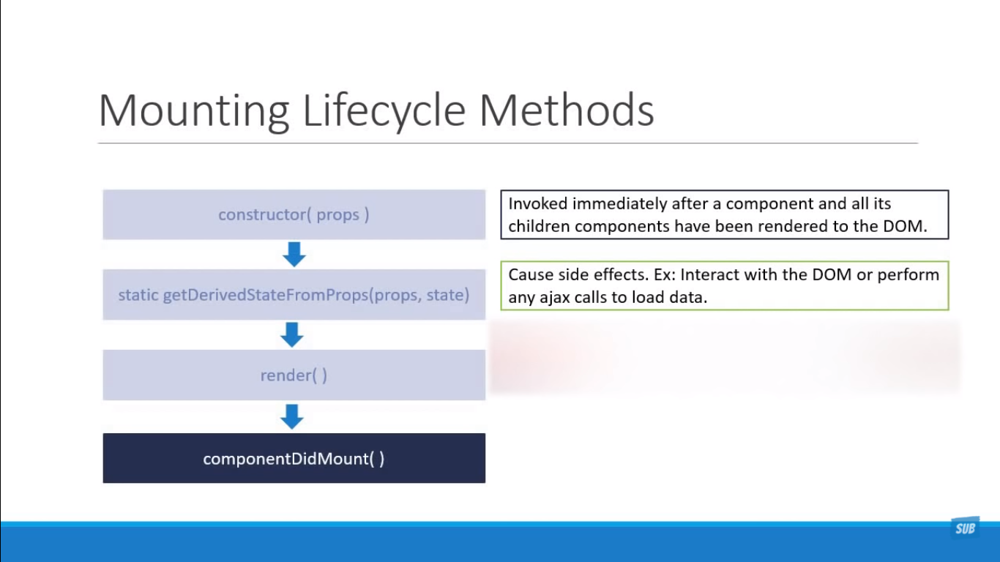 Mounting Lifecycle Methods
constructor( props )
static getDerivedStateFromProps(props, state)
render( )
componentDidMount( )
Invoked immediately after a component and all its
children components have been rendered to the DOM.
Cause side effects. Ex: Interact with the DOM or perform
any ajax calls to load data.
SUB